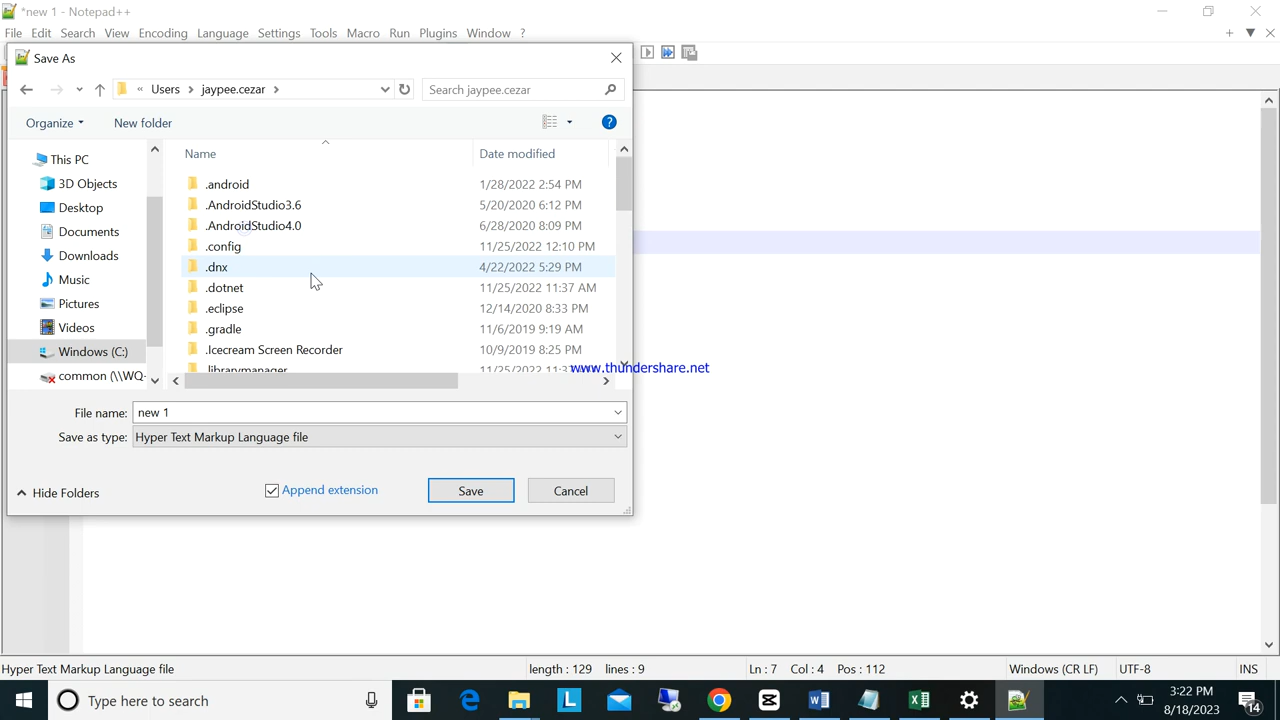 *new 1 - Notepad++
File Edit Search View Encoding Language Settings Tools Macro Run Plugins Window ?
Save As
« Users > jaypee.cezar >
Search jaypee.cezar
Organize
New folder
Name
Date modified
This PC
3D Objects
Desktop
Documents
Downloads
Music
Pictures
Videos
Windows (C:)
common (\\WQ-
.android 1/28/2022 2:54 PM
.AndroidStudio3.6 5/20/2020 6:12 PM
.AndroidStudio4.0 6/28/2020 8:09 PM
.config 11/25/2022 12:10 PM
.dnx 4/22/2022 5:29 PM
.dotnet 11/25/2022 11:37 AM
.eclipse 12/14/2020 8:33 PM
.gradle 11/6/2019 9:19 AM
.Icecream Screen Recorder 10/9/2019 8:25 PM
.librarymanager 11/25/2022
www.thundershare.net
File name: new 1
Save as type: Hyper Text Markup Language file
Hide Folders
Append extension
Save
Cancel
Hyper Text Markup Language file length : 129 lines : 9 Ln : 7 Col : 4 Pos : 112 Windows (CR LF) UTF-8 INS
Type here to search
3:22 PM
8/18/2023
14